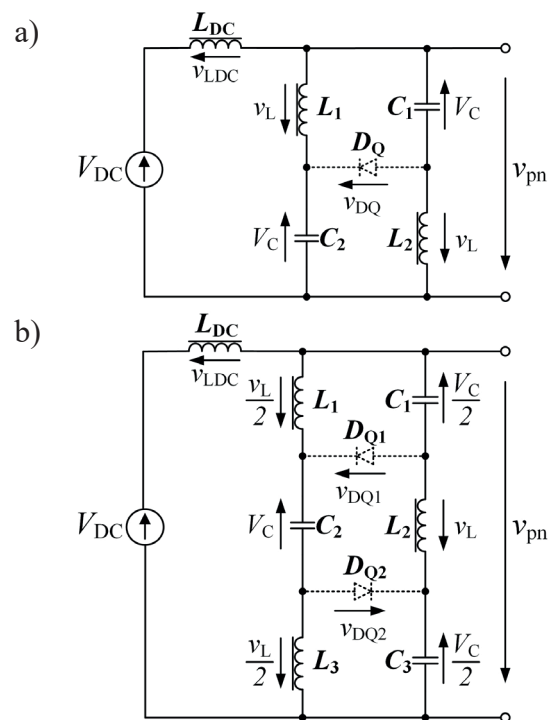 a)
L_DC
v_LDC
v_L L_1 C_1 V_C
D_Q
V_DC v_pn
v_DQ
V_C C_2 L_2 v_L
b)
L_DC
v_LDC
v_L/2 L_1 C_1 V_C/2
D_Q1
v_DQ1
V_DC V_C C_2 L_2 v_L v_pn
D_Q2
v_DQ2
v_L/2 L_3 C_3 V_C/2